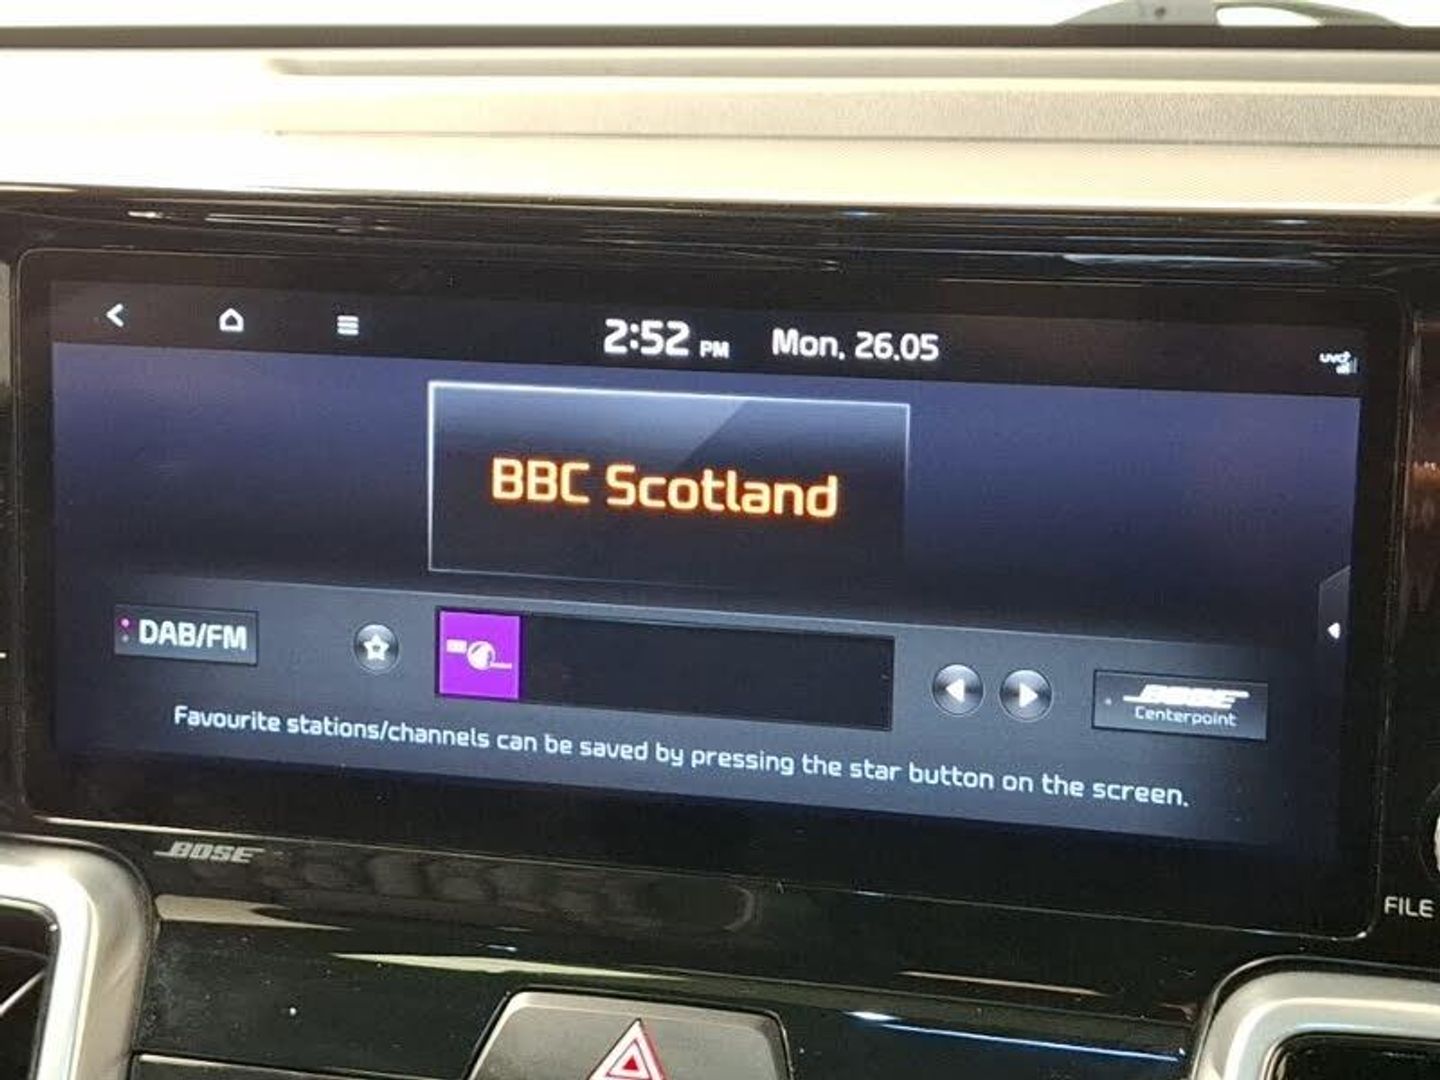 2:52 PM Mon. 26.05
UVO
BBC Scotland
DAB/FM
BOSE
Centerpoint
Favourite stations/channels can be saved by pressing the star button on the screen.
BOSE
FILE